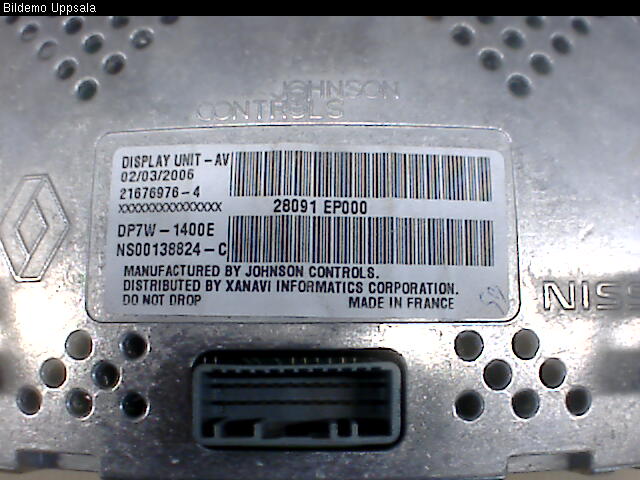 Bildemo Uppsala
JOHNSON
CONTROLS
DISPLAY UNIT-AV
02/03/2006
21676976-4
xxxxxxxxxxxxxxx
28091 EP000
DP7W-1400E
NS00138824-C
MANUFACTURED BY JOHNSON CONTROLS.
DISTRIBUTED BY XANAVI INFORMATICS CORPORATION.
DO NOT DROP MADE IN FRANCE
NISS